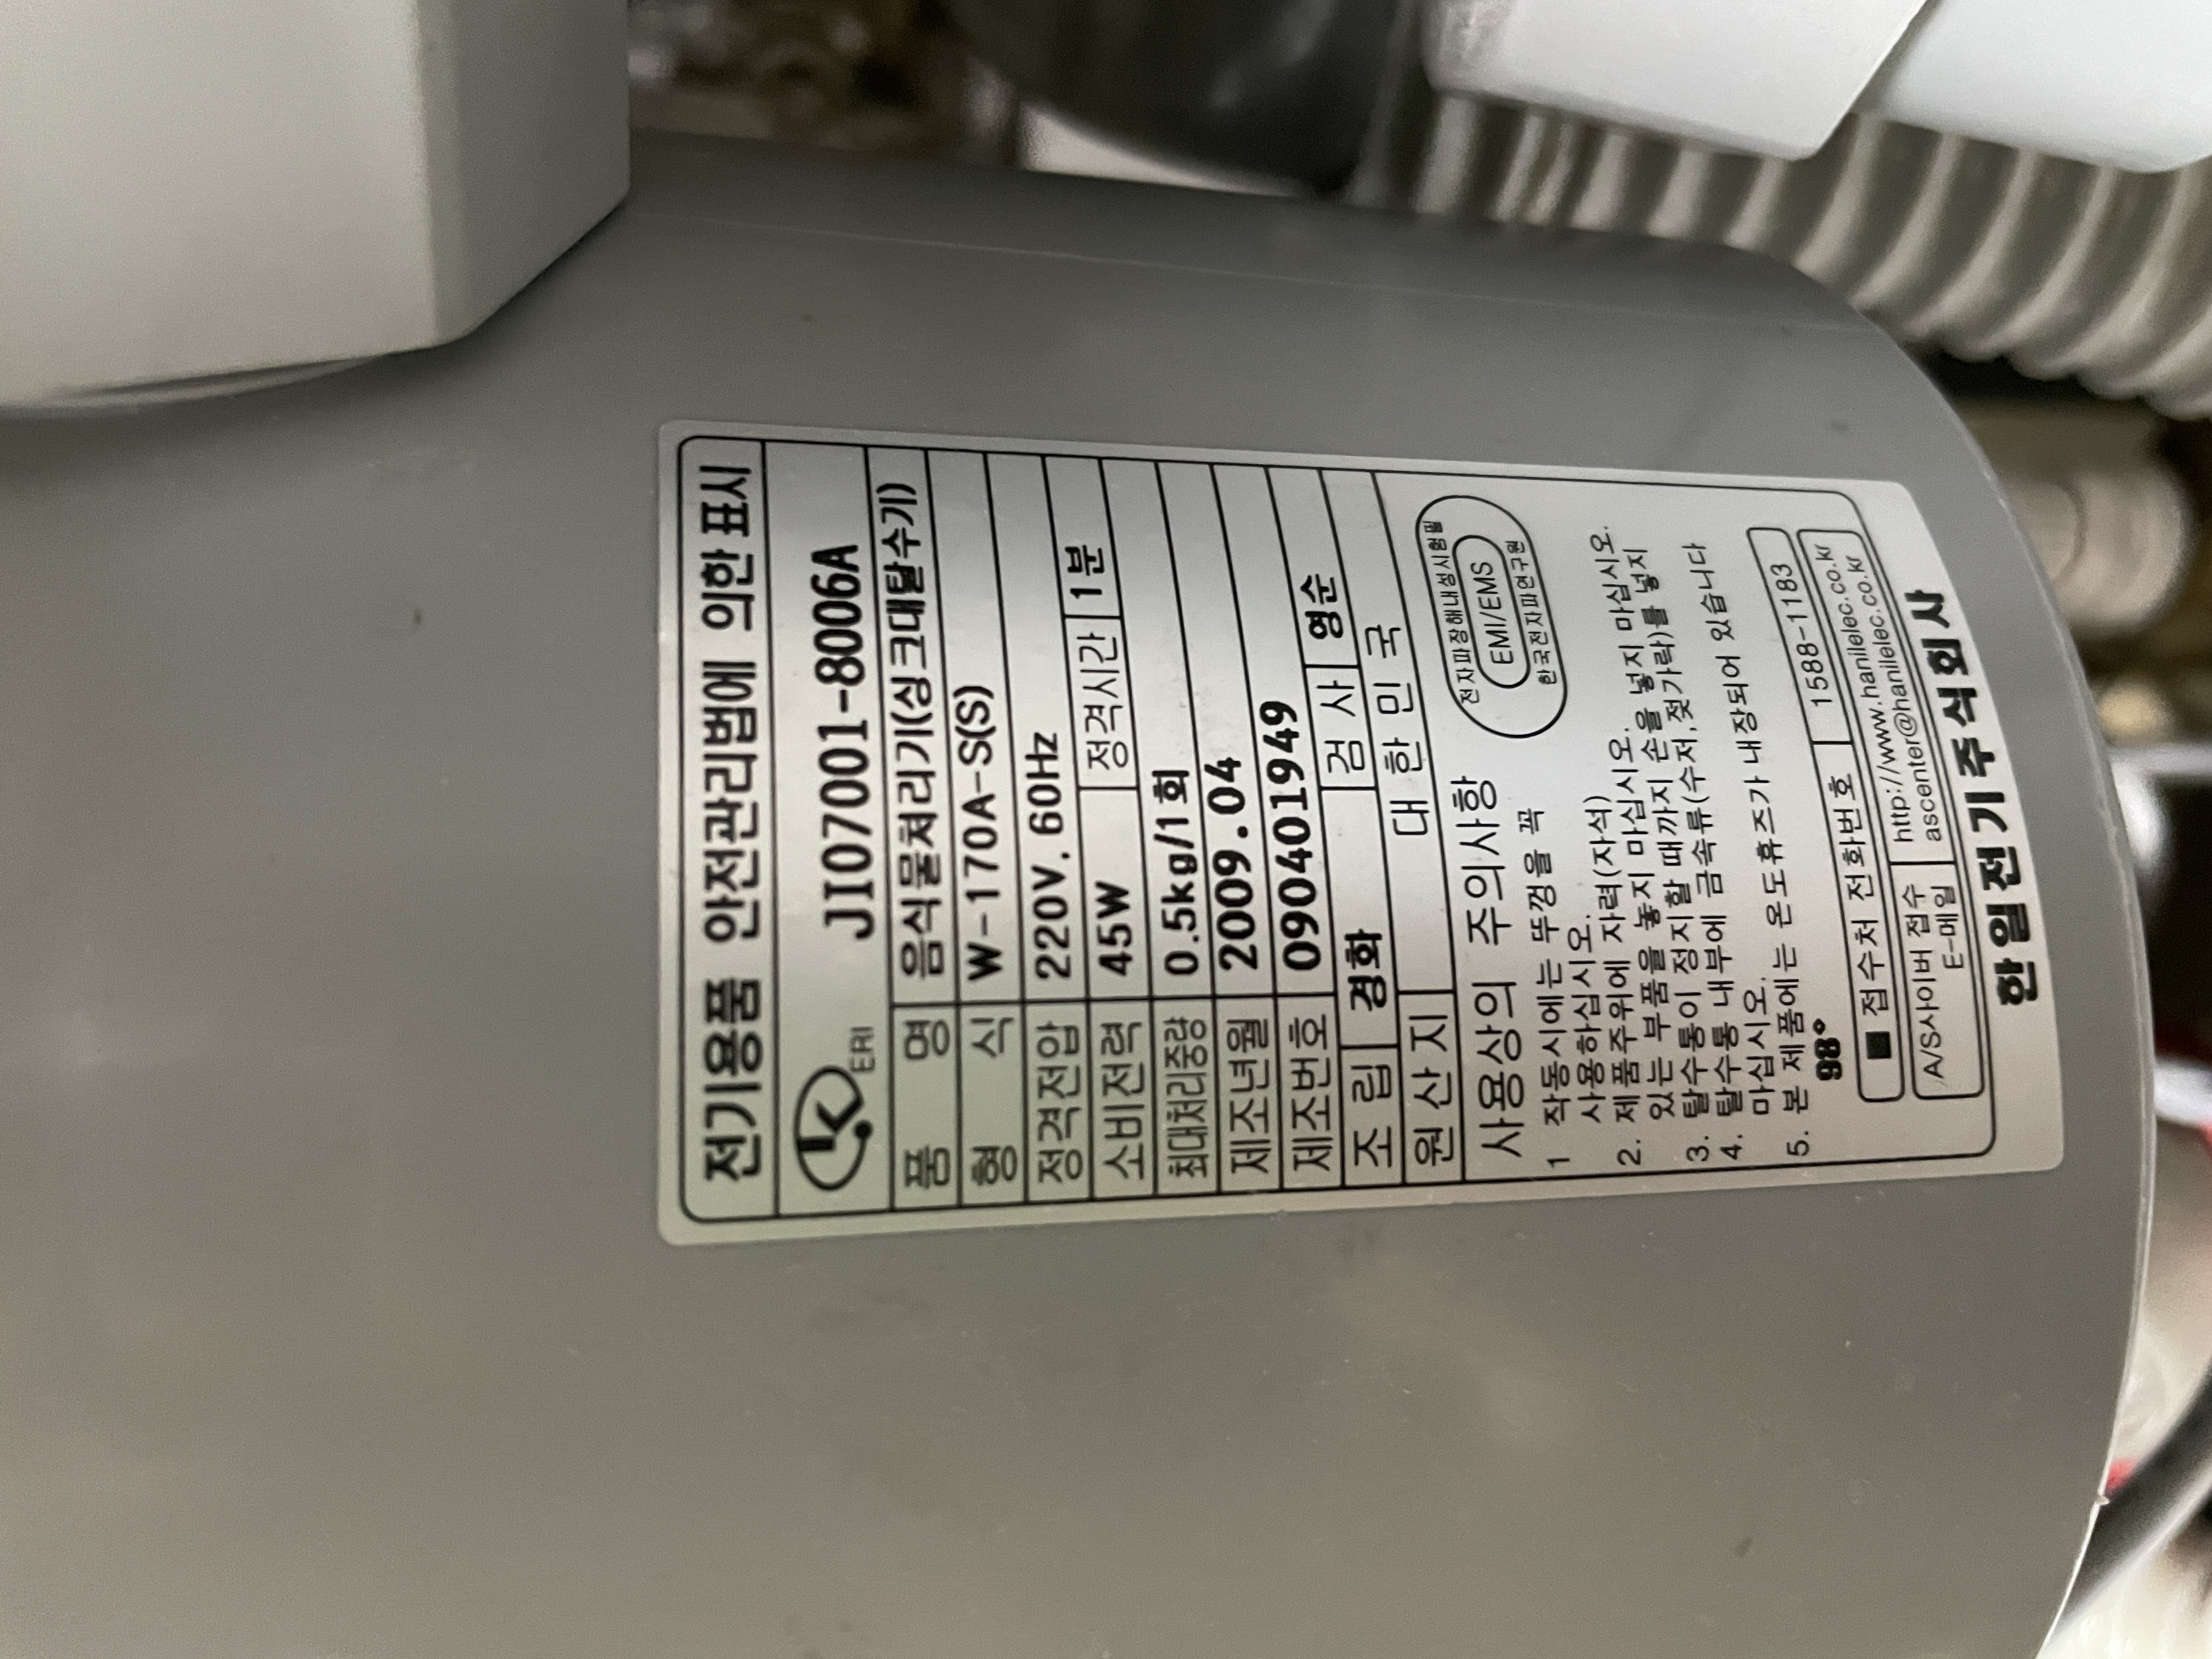 전기용품 안전관리법에 의한 표시
ERI JI07001-8006A
품 명 음식물처리기(싱크대탈수기)
형 식 W-170A-S(S)
정격전압 220V, 60Hz
소비전력 45W 정격시간 1분
최대처리중량 0.5kg/1회
제조년월 2009.04
제조번호 0904019​49
조 립 경화 검 사 영순
원 산 지 대 한 민 국
사용상의 주의사항
전자파장해내성시험필
EMI/EMS
한국전자파연구원
1 작동시에는 뚜껑을 꼭
사용하십시오.
2. 제품주위에 자력(자석)
있는 부품을 놓지 마십시오.
3. 탈수통이 정지할 때까지 손을 넣지 마십시오.
4. 탈수통 내부에 금속류(수저,젓가락)를 넣지
마십시오.
5. 본 제품에는 온도휴즈가 내장되어 있습니다
98°
■ 접수처 전화번호 1588-1183
A/S사이버 접수 http://www.hanilelec.co.kr
E-메일 ascenter@hanilelec.co.kr
한일전기주식회사